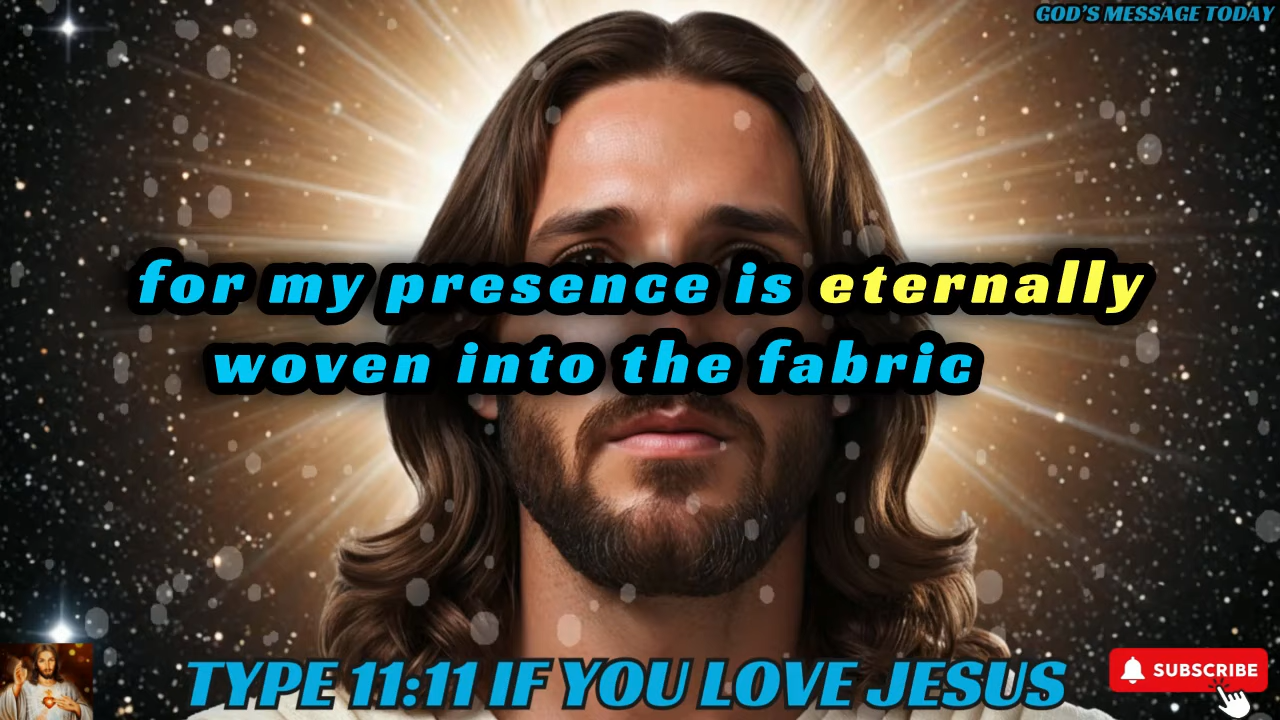 GOD'S MESSAGE TODAY
for my presence is eternally
woven into the fabric
TYPE 11:11 IF YOU LOVE JESUS
SUBSCRIBE